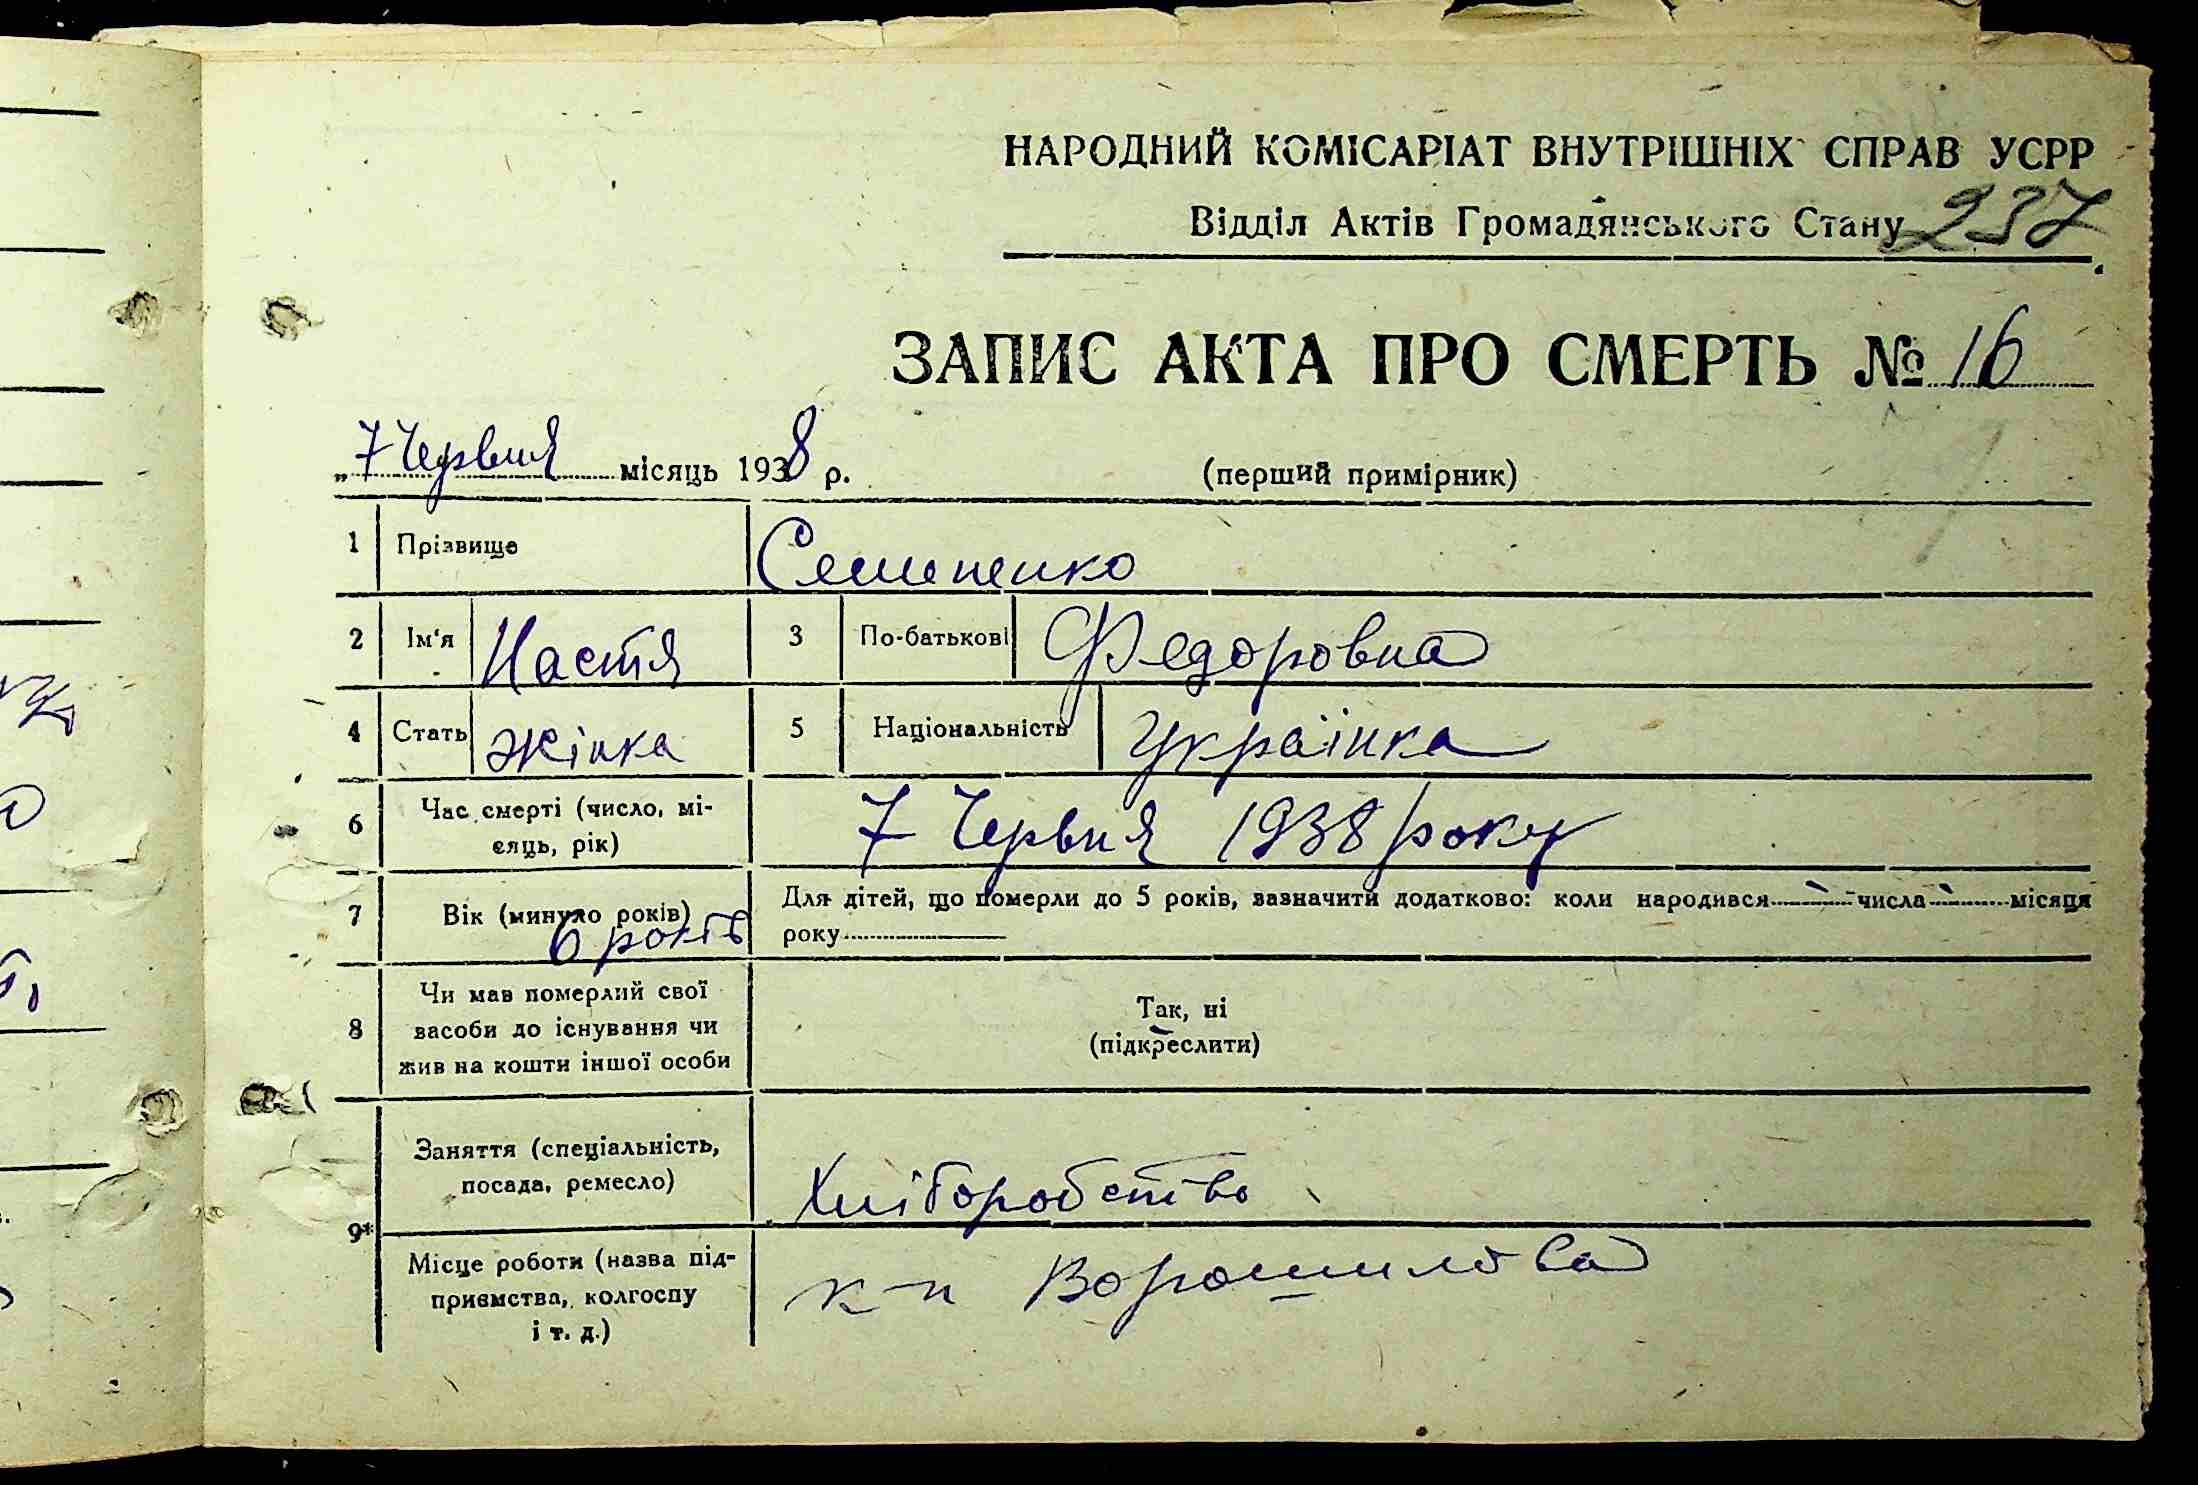 НАРОДНИЙ КОМІСАРІАТ ВНУТРІШНІХ СПРАВ УСРР
Відділ Актів Громадянського Стану 237
ЗАПИС АКТА ПРО СМЕРТЬ № 16
„7 Червня місяць 1938 р. (перший примірник)
1 Прізвище Семененко
2 Ім'я Настя 3 По-батькові Федоровна
4 Стать жінка 5 Національність Українка
6 Час смерті (число, мі-
сяць, рік) 7 Червня 1938 року
7 Вік (минуло років) 6 років
Для дітей, що померли до 5 років, зазначити додатково: коли народився - числа - місяця
року
8 Чи мав померлий свої
засоби до існування чи
жив на кошти іншої особи
Так, ні
(підкреслити)
9* Заняття (спеціальність,
посада, ремесло) Хліборобство
Місце роботи (назва під-
приємства, колгоспу
і т. д.) к-п Ворошилова